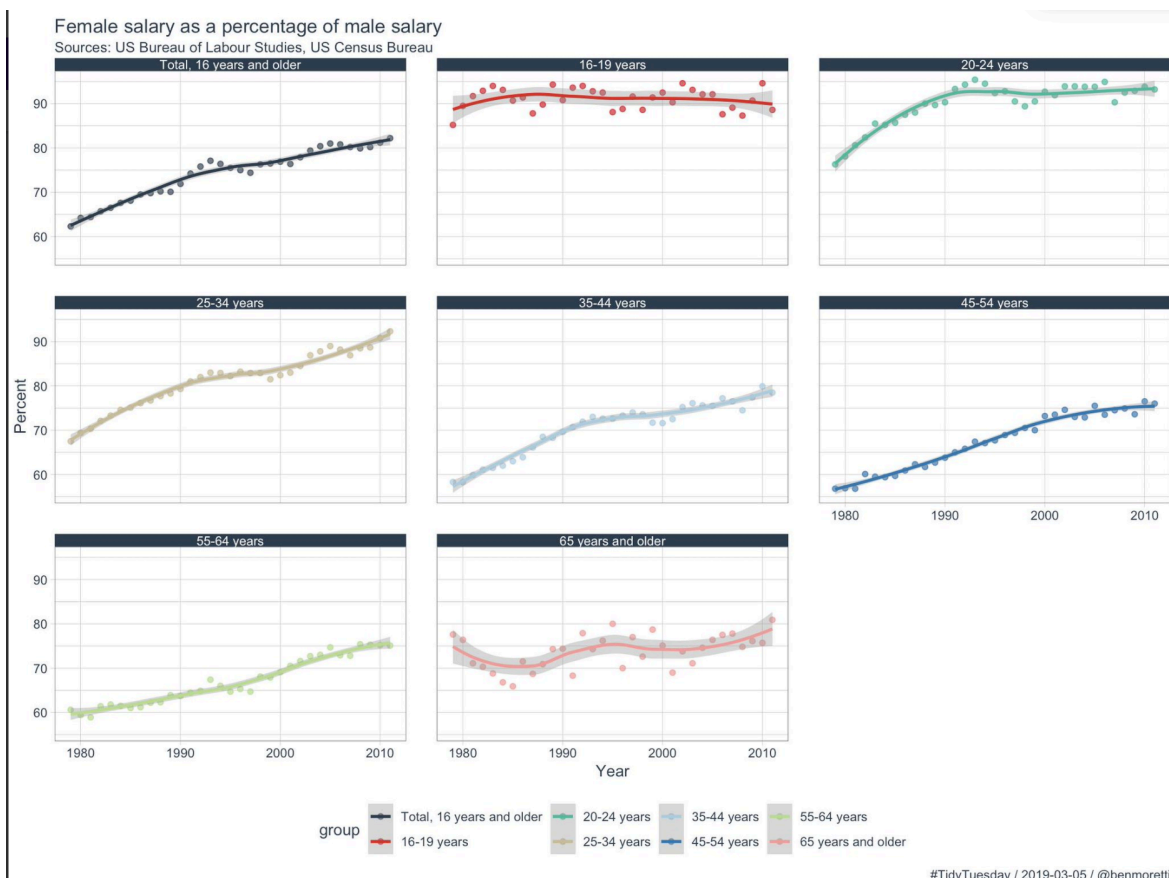 Female salary as a percentage of male salary
Sources: US Bureau of Labour Studies, US Census Bureau
Total, 16 years and older
16-19 years
20-24 years
90
80
70
60
25-34 years
35-44 years
45-54 years
90
80
70
60
Percent
1980 1990 2000 2010
55-64 years
65 years and older
90
80
70
60
1980 1990 2000 2010
1980 1990 2000 2010
Year
group
Total, 16 years and older
20-24 years
35-44 years
55-64 years
16-19 years
25-34 years
45-54 years
65 years and older
#TidyTuesday / 2019-03-05 / @benmoretti